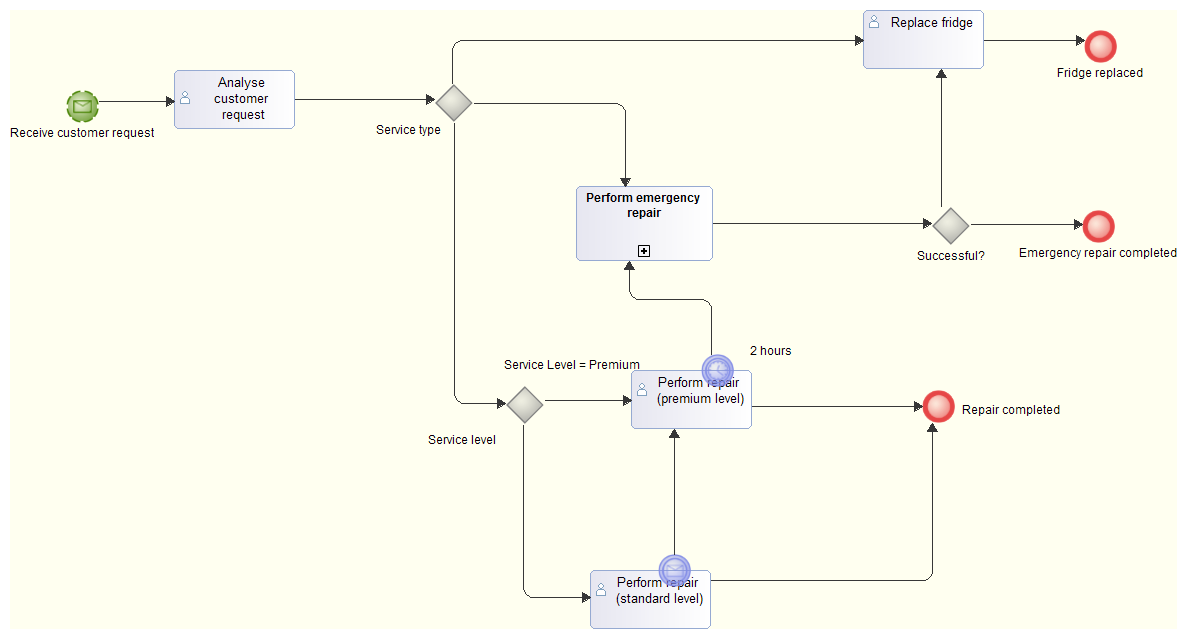 Replace fridge
Fridge replaced
Analyse
customer
request
Receive customer request
Service type
Perform emergency
repair
Successful?
Emergency repair completed
2 hours
Service Level = Premium
Perform repair
(premium level)
Repair completed
Service level
Perform repair
(standard level)